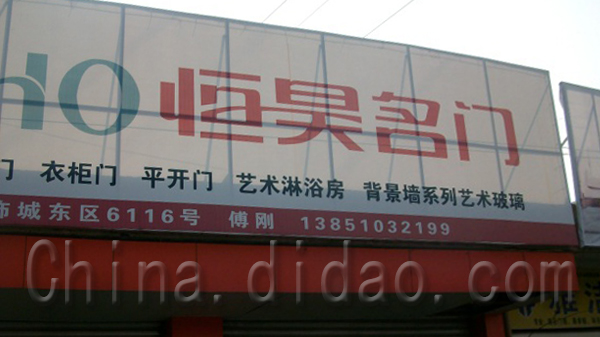 HO 恒昊名门
门 衣柜门 平开门 艺术淋浴房 背景墙系列艺术玻璃
饰城东区6116号 傅刚 13851032199
China.didao.com